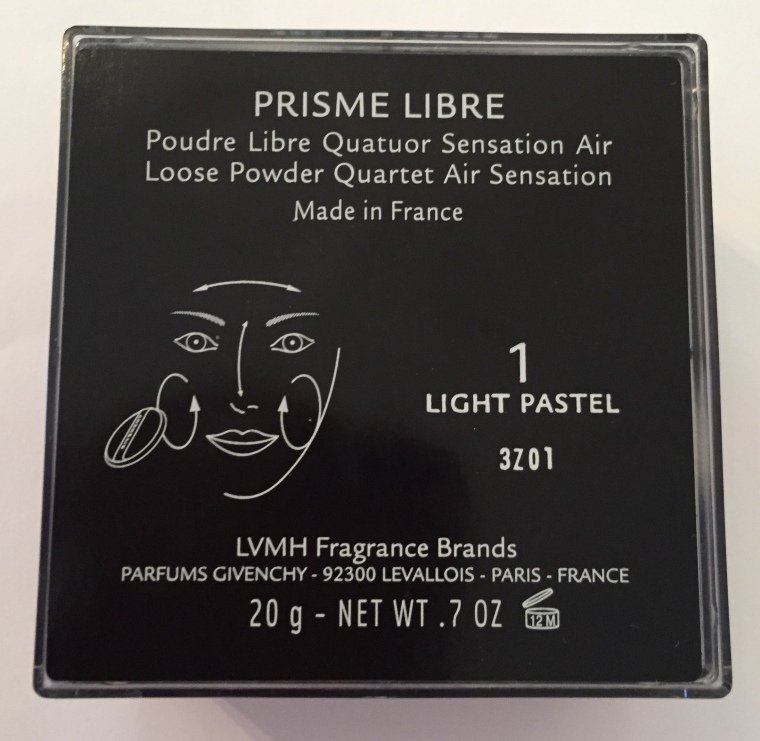 PRISME LIBRE
Poudre Libre Quatuor Sensation Air
Loose Powder Quartet Air Sensation
Made in France
1
LIGHT PASTEL
3Z01
LVMH Fragrance Brands
PARFUMS GIVENCHY - 92300 LEVALLOIS - PARIS - FRANCE
20 g - NET WT .7 OZ 12 M